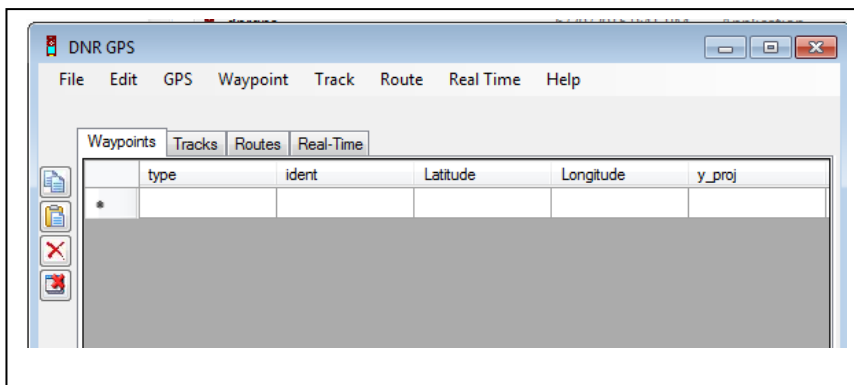 DNR GPS
File Edit GPS Waypoint Track Route Real Time Help
Waypoints Tracks Routes Real-Time
type ident Latitude Longitude y_proj
*